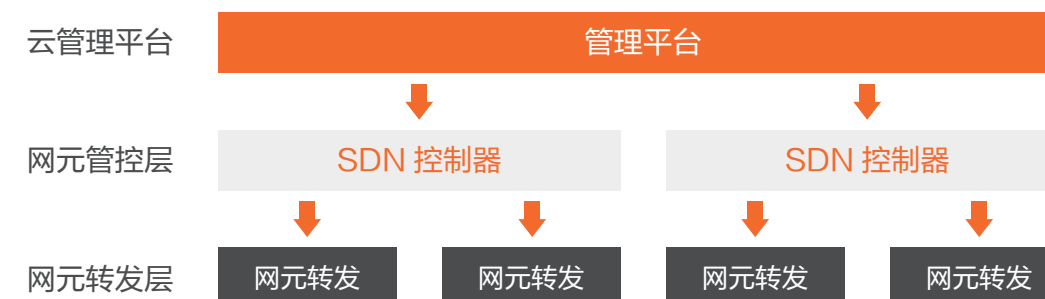 云管理平台
管理平台
网元管控层
SDN 控制器
SDN 控制器
网元转发层
网元转发
网元转发
网元转发
网元转发